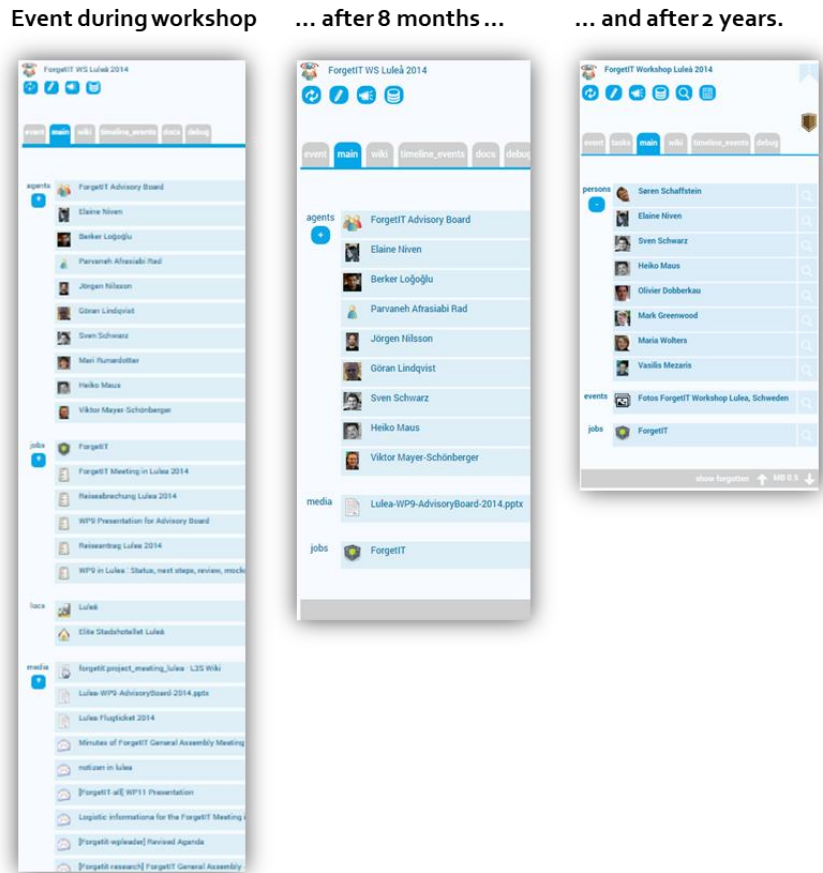 Event during workshop
... after 8 months ...
... and after 2 years.
ForgetIT WS Luleå 2014
event main wiki timeline_events docs debug
agents
ForgetIT Advisory Board
Elaine Niven
Berker Loğoğlu
Parvaneh Afrasiabi Rad
Jörgen Nilsson
Göran Lindqvist
Sven Schwarz
Mari Runardotter
Heiko Maus
Viktor Mayer-Schönberger
jobs
ForgetIT
ForgetIT Meeting in Lulea 2014
Reiseabrechung Lulea 2014
WP9 Presentation for Advisory Board
Reiseantrag Lulea 2014
WP9 in Lulea : Status, next steps, review, mock
locs
Luleå
Elite Stadshotellet Luleå
media
forgetit:project_meeting_lulea - L3S Wiki
Lulea-WP9-AdvisoryBoard-2014.pptx
Lulea Flugticket 2014
Minutes of ForgetIT General Assembly Meeting
notizen in lulea
[ForgetIT-all] WP11 Presentation
Logistic informations for the ForgetIT Meeting
[Forgetit-wpleader] Revised Agenda
[Forgetit-research] ForgetIT General Assembly -
ForgetIT WS Luleå 2014
event main wiki timeline_events docs debug
agents
+
ForgetIT Advisory Board
Elaine Niven
Berker Loğoğlu
Parvaneh Afrasiabi Rad
Jörgen Nilsson
Göran Lindqvist
Sven Schwarz
Heiko Maus
Viktor Mayer-Schönberger
media
Lulea-WP9-AdvisoryBoard-2014.pptx
jobs
ForgetIT
ForgetIT Workshop Luleå 2014
event tasks main wiki timeline_events debug
persons
-
Søren Schaffstein
Elaine Niven
Sven Schwarz
Heiko Maus
Olivier Dobberkau
Mark Greenwood
Maria Wolters
Vasilis Mezaris
events
Fotos ForgetIT Workshop Lulea, Schweden
jobs
ForgetIT
show forgotten MB 0,5